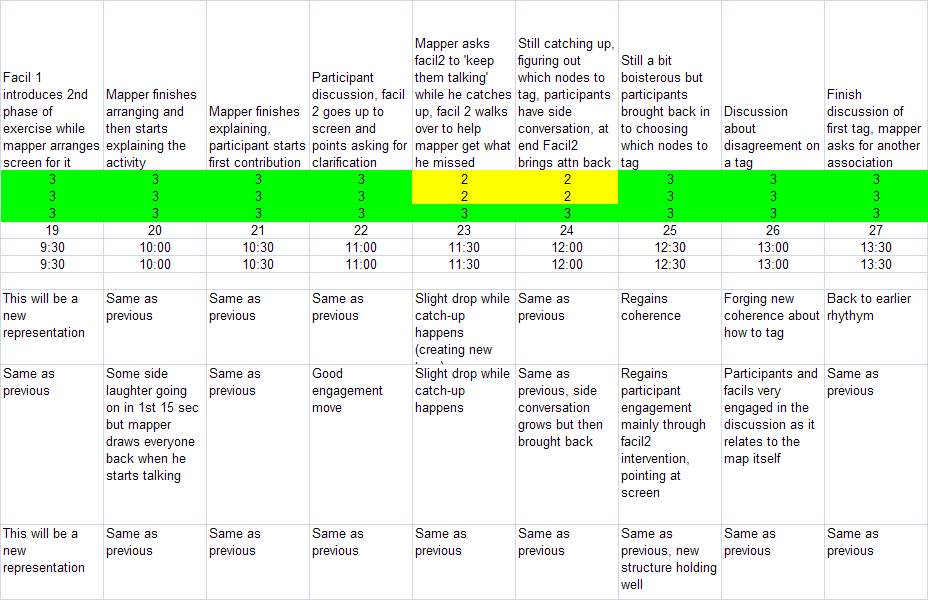 Facil 1
introduces 2nd
phase of
exercise while
mapper arranges
screen for it
Mapper finishes
arranging and
then starts
explaining the
activity
Mapper finishes
explaining,
participant starts
first contribution
Participant
discussion, facil
2 goes up to
screen and
points asking for
clarification
Mapper asks
facil2 to 'keep
them talking'
while he catches
up, facil 2 walks
over to help
mapper get what
he missed
Still catching up,
figuring out
which nodes to
tag, participants
have side
conversation, at
end Facil2
brings attn back
Still a bit
boisterous but
participants
brought back in
to choosing
which nodes to
tag
Discussion
about
disagreement on
a tag
Finish
discussion of
first tag, mapper
asks for another
association
3 3 3 3 2 2 3 3 3
3 3 3 3 2 2 3 3 3
3 3 3 3 3 3 3 3 3
19 20 21 22 23 24 25 26 27
9:30 10:00 10:30 11:00 11:30 12:00 12:30 13:00 13:30
9:30 10:00 10:30 11:00 11:30 12:00 12:30 13:00 13:30
This will be a
new
representation
Same as
previous
Same as
previous
Same as
previous
Slight drop while
catch-up
happens
(creating new
Same as
previous
Regains
coherence
Forging new
coherence about
how to tag
Back to earlier
rhythym
Same as
previous
Some side
laughter going
on in 1st 15 sec
but mapper
draws everyone
back when he
starts talking
Same as
previous
Good
engagement
move
Slight drop while
catch-up
happens
Same as
previous, side
conversation
grows but then
brought back
Regains
participant
engagement
mainly through
facil2
intervention,
pointing at
screen
Participants and
facils very
engaged in the
discussion as it
relates to the
map itself
Same as
previous
This will be a
new
representation
Same as
previous
Same as
previous
Same as
previous
Same as
previous
Same as
previous
Same as
previous, new
structure holding
well
Same as
previous
Same as
previous